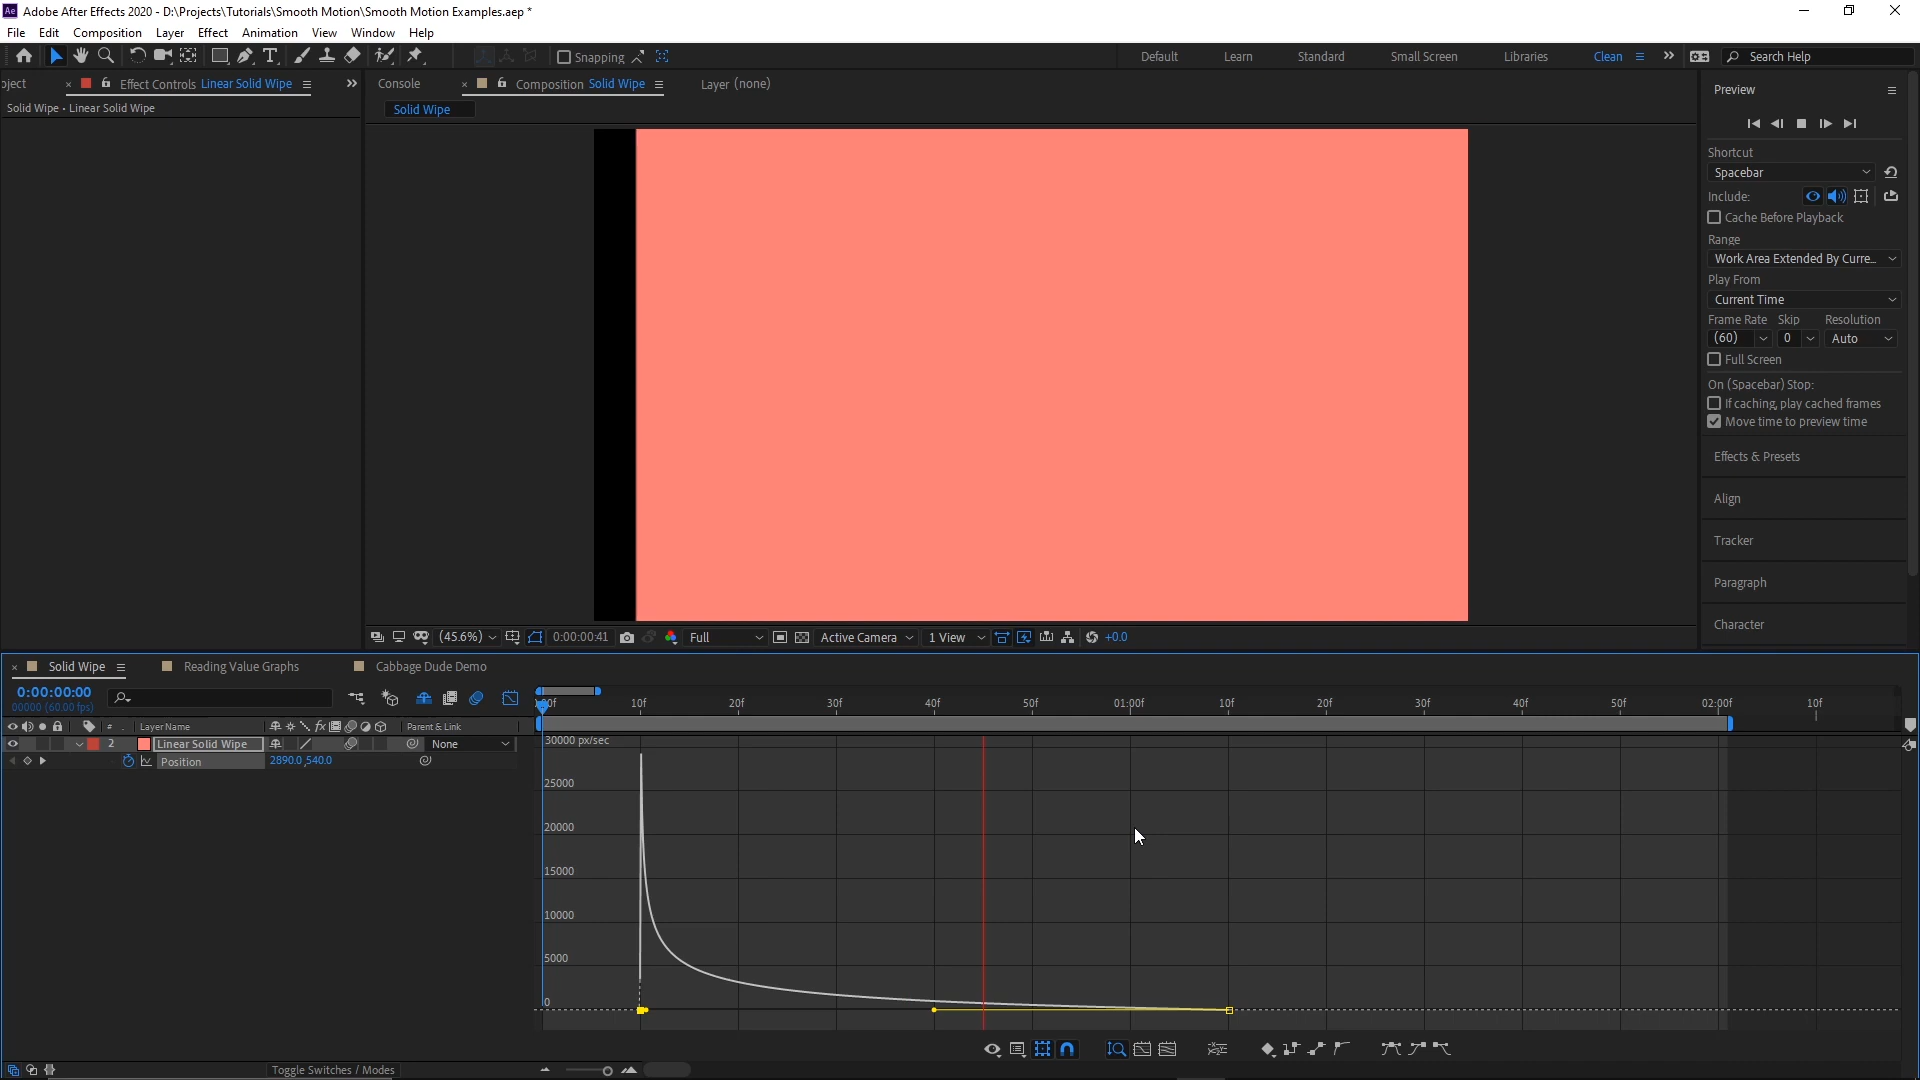 Ae Adobe After Effects 2020 - D:\Projects\Tutorials\Smooth Motion\Smooth Motion Examples.aep *
File Edit Composition Layer Effect Animation View Window Help
Snapping Default Learn Standard Small Screen Libraries Clean Search Help
oject Effect Controls Linear Solid Wipe Console Composition Solid Wipe Layer (none) Preview
Solid Wipe • Linear Solid Wipe
Solid Wipe
Shortcut
Spacebar
Include:
Cache Before Playback
Range
Work Area Extended By Curre...
Play From
Current Time
Frame Rate Skip Resolution
(60) 0 Auto
Full Screen
On (Spacebar) Stop:
If caching, play cached frames
Move time to preview time
Effects & Presets
Align
Tracker
Paragraph
Character
(45.6%) 0:00:00:41 Full Active Camera 1 View +0.0
Solid Wipe Reading Value Graphs Cabbage Dude Demo
0:00:00:00
00000 (60.00 fps)
:00f 10f 20f 30f 40f 50f 01:00f 10f 20f 30f 40f 50f 02:00f 10f
# Layer Name fx Parent & Link
2 Linear Solid Wipe None
Position 2890.0,540.0
30000 px/sec
25000
20000
15000
10000
5000
0
Toggle Switches / Modes